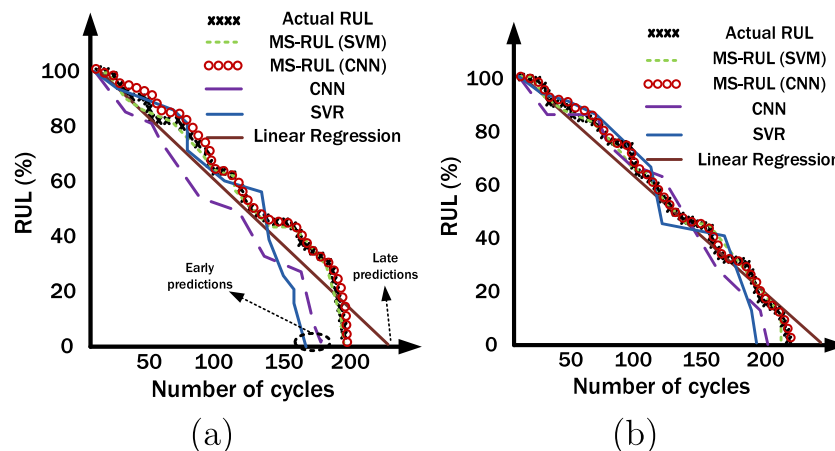 Actual RUL
MS-RUL (SVM)
MS-RUL (CNN)
CNN
SVR
Linear Regression
RUL (%)
100
80
60
40
20
0
Early
predictions
Late
predictions
50
100
150
200
Number of cycles
(a)
Actual RUL
MS-RUL (SVM)
MS-RUL (CNN)
CNN
SVR
Linear Regression
RUL (%)
100
80
60
40
20
0
50
100
150
200
Number of cycles
(b)